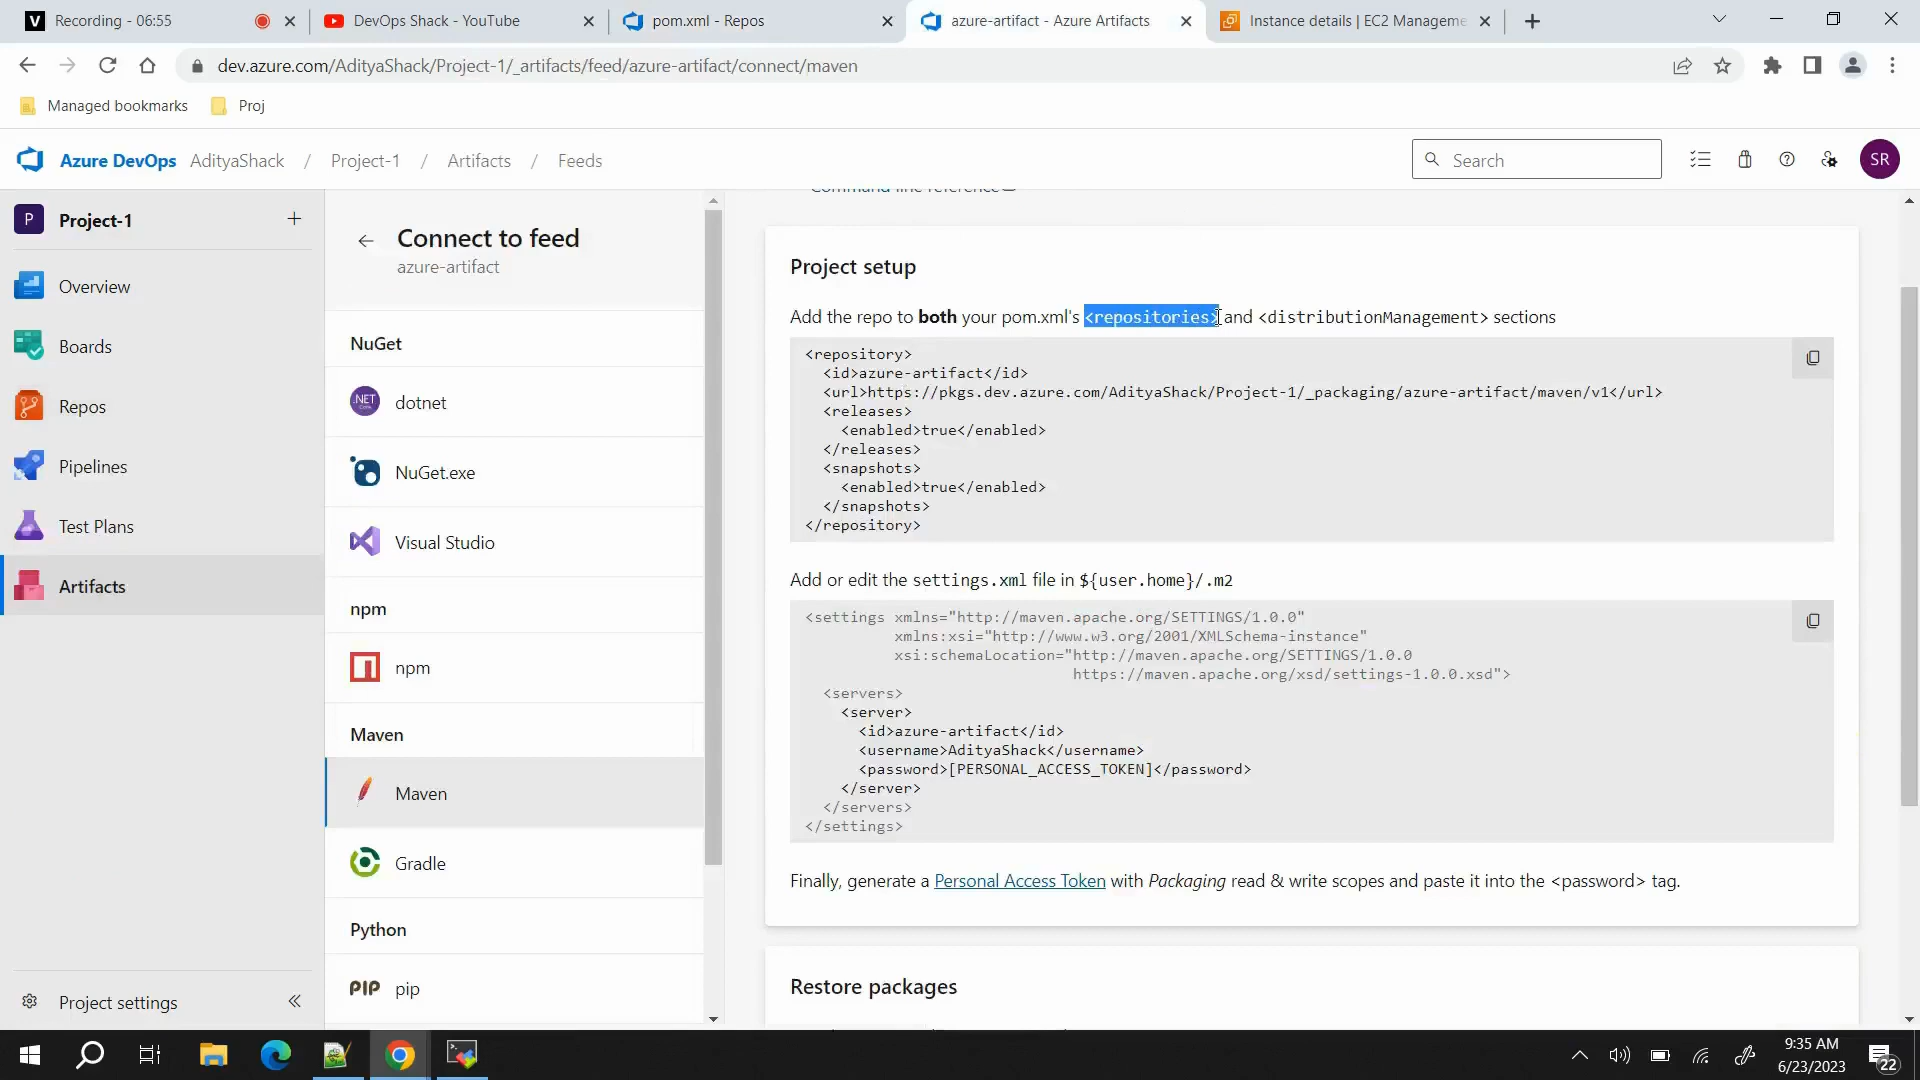 Recording - 06:55
DevOps Shack - YouTube
pom.xml - Repos
azure-artifact - Azure Artifacts
Instance details | EC2 Manageme
dev.azure.com/AdityaShack/Project-1/_artifacts/feed/azure-artifact/connect/maven
Managed bookmarks
Proj
Azure DevOps
AdityaShack / Project-1 / Artifacts / Feeds
Search
SR
P
Project-1
Overview
Boards
Repos
Pipelines
Test Plans
Artifacts
Project settings
Connect to feed
azure-artifact
NuGet
dotnet
NuGet.exe
Visual Studio
npm
npm
Maven
Maven
Gradle
Python
pip
Command line reference
Project setup
Add the repo to both your pom.xml's <repositories> and <distributionManagement> sections
<repository>
<id>azure-artifact</id>
<url>https://pkgs.dev.azure.com/AdityaShack/Project-1/_packaging/azure-artifact/maven/v1</url>
<releases>
<enabled>true</enabled>
</releases>
<snapshots>
<enabled>true</enabled>
</snapshots>
</repository>
Add or edit the settings.xml file in ${user.home}/.m2
<settings xmlns="http://maven.apache.org/SETTINGS/1.0.0"
xmlns:xsi="http://www.w3.org/2001/XMLSchema-instance"
xsi:schemaLocation="http://maven.apache.org/SETTINGS/1.0.0
https://maven.apache.org/xsd/settings-1.0.0.xsd">
<servers>
<server>
<id>azure-artifact</id>
<username>AdityaShack</username>
<password>[PERSONAL_ACCESS_TOKEN]</password>
</server>
</servers>
</settings>
Finally, generate a Personal Access Token with Packaging read & write scopes and paste it into the <password> tag.
Restore packages
9:35 AM
6/23/2023
22